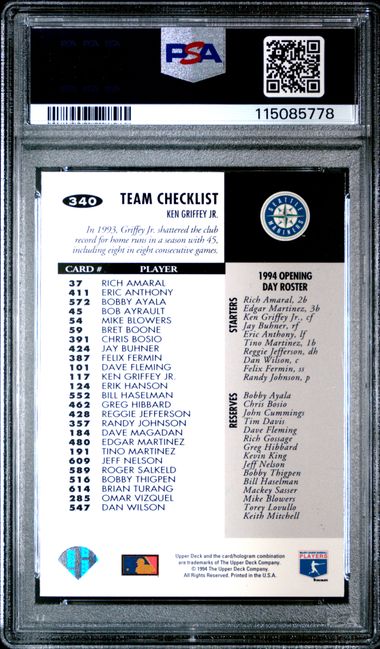 PSA
115085778
340
TEAM CHECKLIST
KEN GRIFFEY JR.
In 1993, Griffey Jr. shattered the club
record for home runs in a season with 45,
including eight in eight consecutive games.
SEATTLE
MARINERS
CARD # PLAYER
37 RICH AMARAL
411 ERIC ANTHONY
572 BOBBY AYALA
45 BOB AYRAULT
54 MIKE BLOWERS
59 BRET BOONE
391 CHRIS BOSIO
424 JAY BUHNER
387 FELIX FERMIN
101 DAVE FLEMING
117 KEN GRIFFEY JR.
124 ERIK HANSON
552 BILL HASELMAN
462 GREG HIBBARD
428 REGGIE JEFFERSON
357 RANDY JOHNSON
184 DAVE MAGADAN
480 EDGAR MARTINEZ
191 TINO MARTINEZ
609 JEFF NELSON
589 ROGER SALKELD
516 BOBBY THIGPEN
614 BRIAN TURANG
285 OMAR VIZQUEL
547 DAN WILSON
1994 OPENING
DAY ROSTER
STARTERS
Rich Amaral, 2b
Edgar Martinez, 3b
Ken Griffey Jr., cf
Jay Buhner, rf
Eric Anthony, lf
Tino Martinez, 1b
Reggie Jefferson, dh
Dan Wilson, c
Felix Fermin, ss
Randy Johnson, p
RESERVES
Bobby Ayala
Chris Bosio
John Cummings
Tim Davis
Dave Fleming
Rich Gossage
Greg Hibbard
Kevin King
Jeff Nelson
Bobby Thigpen
Bill Haselman
Mackey Sasser
Mike Blowers
Torey Lovullo
Keith Mitchell
Upper Deck and the card/hologram combination
are trademarks of The Upper Deck Company.
© 1994 The Upper Deck Company.
All Rights Reserved. Printed in the U.S.A.
PLAYERS